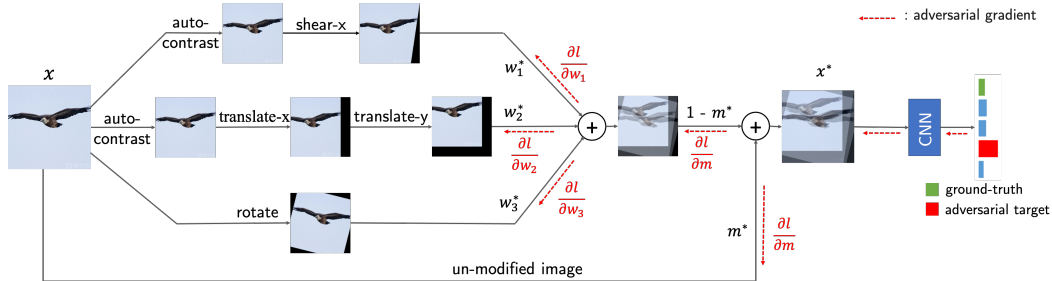 auto-
contrast
shear-x
: adversarial gradient
x
w₁*
∂l
∂w₁
x*
auto-
contrast
translate-x
translate-y
w₂*
∂l
∂w₂
+
1 - m*
∂l
∂m
+
CNN
rotate
w₃*
∂l
∂w₃
m*
∂l
∂m
ground-truth
adversarial target
un-modified image